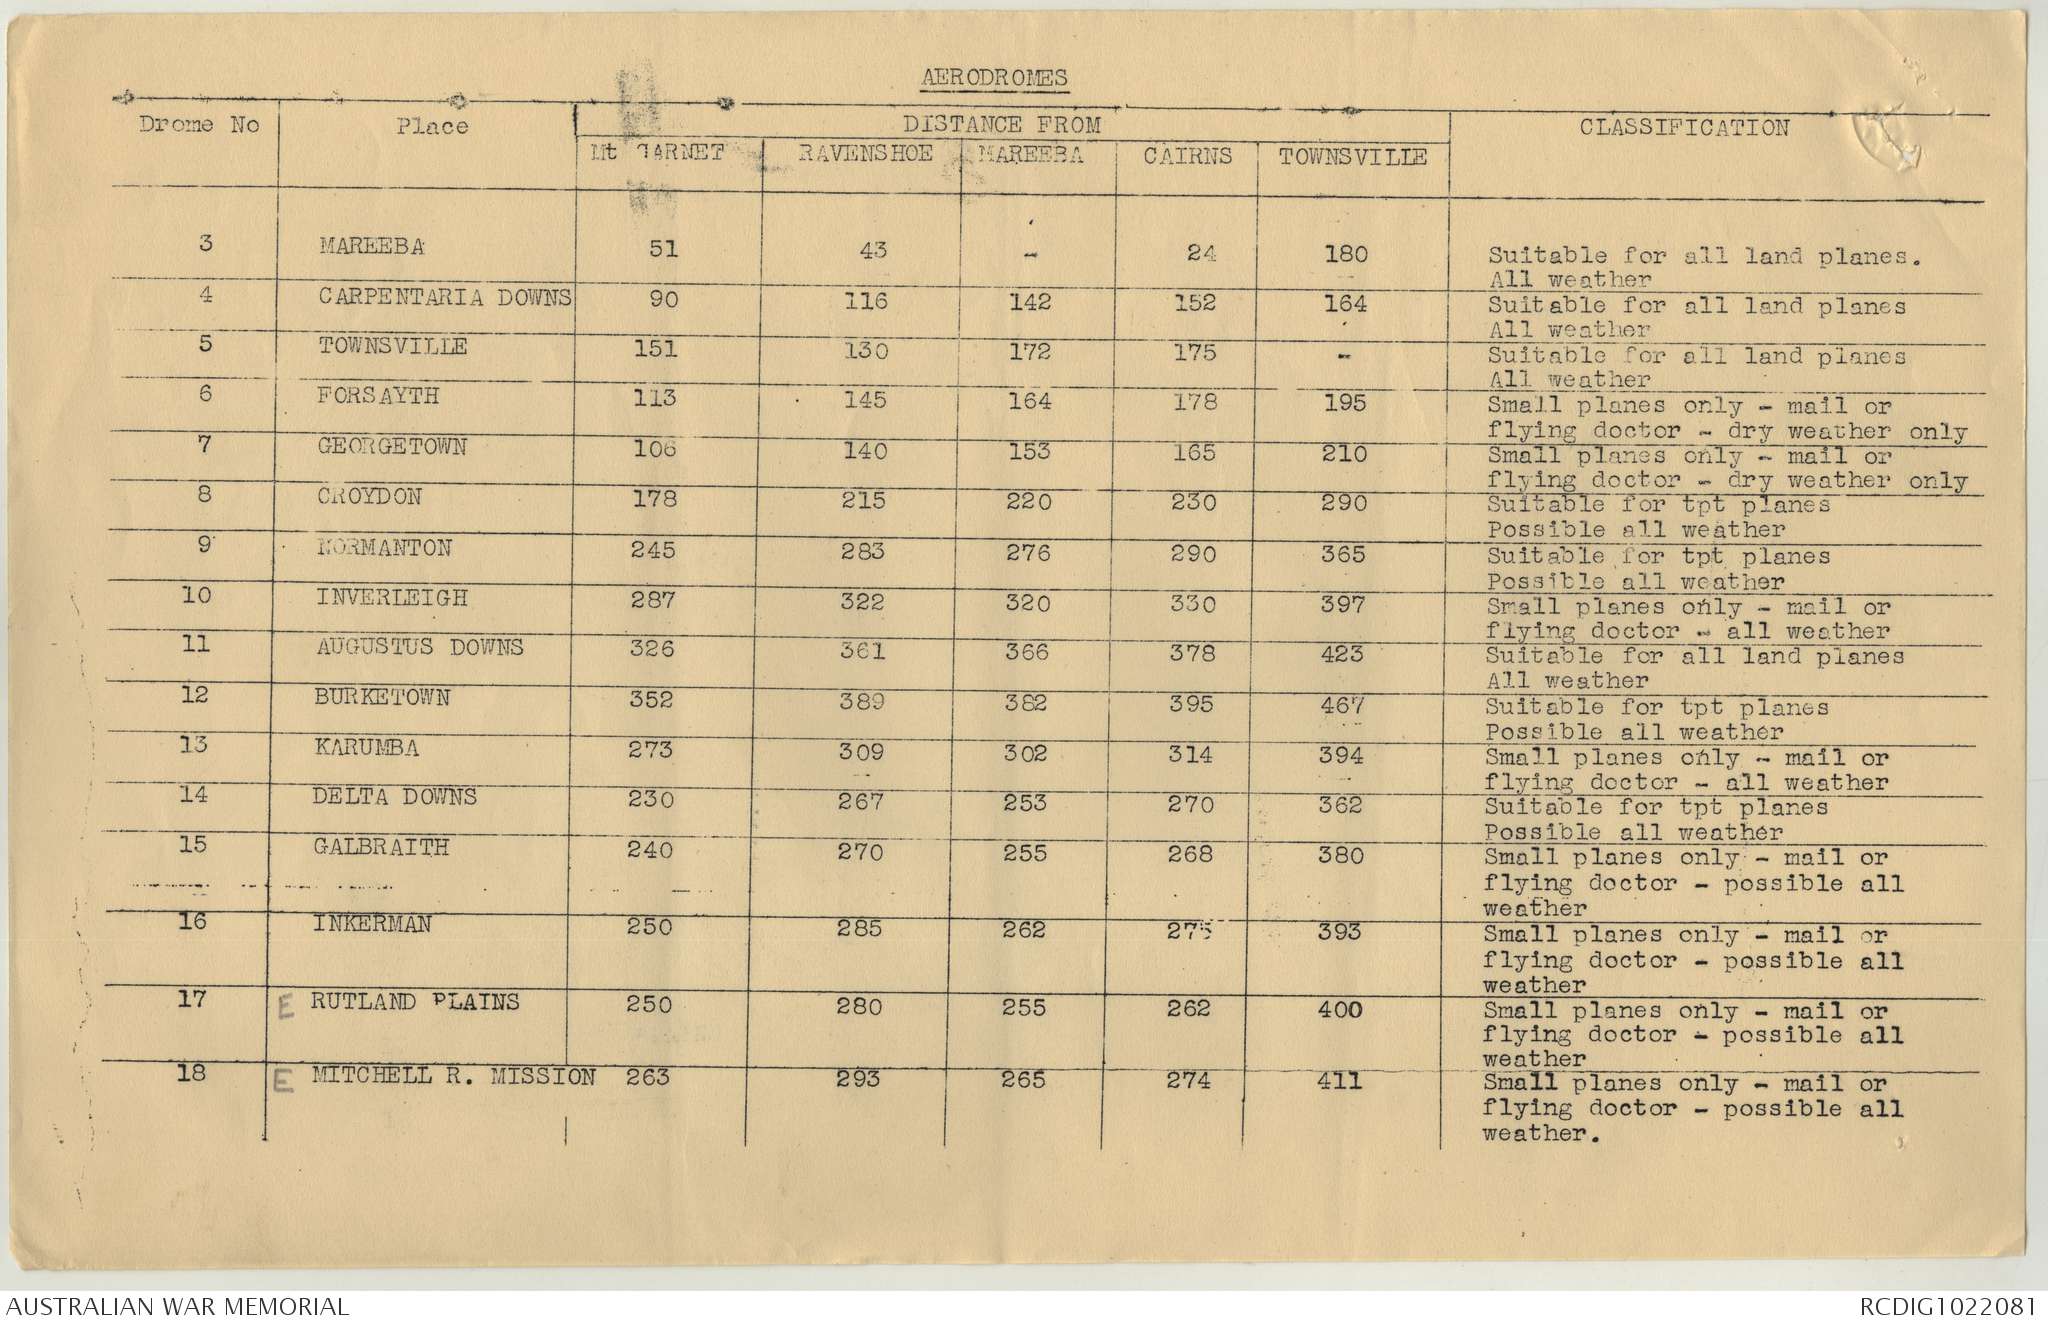 AERODROMES
Drome No Place DISTANCE FROM CLASSIFICATION
Mt GARNET RAVENSHOE MAREEBA CAIRNS TOWNSVILLE
3 MAREEBA 51 43 - 24 180 Suitable for all land planes.
All weather
4 CARPENTARIA DOWNS 90 116 142 152 164 Suitable for all land planes
All weather
5 TOWNSVILLE 151 130 172 175 - Suitable for all land planes
All weather
6 FORSAYTH 113 145 164 178 195 Small planes only - mail or
flying doctor - dry weather only
7 GEORGETOWN 106 140 153 165 210 Small planes only - mail or
flying doctor - dry weather only
8 CROYDON 178 215 220 230 290 Suitable for tpt planes
Possible all weather
9 NORMANTON 245 283 276 290 365 Suitable for tpt planes
Possible all weather
10 INVERLEIGH 287 322 320 330 397 Small planes only - mail or
flying doctor - all weather
11 AUGUSTUS DOWNS 326 361 366 378 423 Suitable for all land planes
All weather
12 BURKETOWN 352 389 382 395 467 Suitable for tpt planes
Possible all weather
13 KARUMBA 273 309 302 314 394 Small planes only - mail or
flying doctor - all weather
14 DELTA DOWNS 230 267 253 270 362 Suitable for tpt planes
Possible all weather
15 GALBRAITH 240 270 255 268 380 Small planes only - mail or
flying doctor - possible all
weather
16 INKERMAN 250 285 262 275 393 Small planes only - mail or
flying doctor - possible all
weather
17 E RUTLAND PLAINS 250 280 255 262 400 Small planes only - mail or
flying doctor - possible all
weather
18 E MITCHELL R. MISSION 263 293 265 274 411 Small planes only - mail or
flying doctor - possible all
weather.
AUSTRALIAN WAR MEMORIAL RCDIG1022081